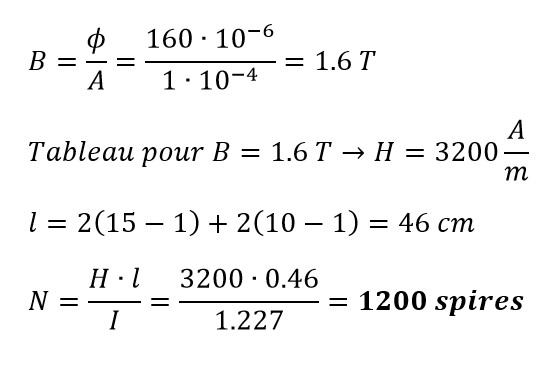 B = ϕ/A = (160 · 10⁻⁶)/(1 · 10⁻⁴) = 1.6 T
Tableau pour B = 1.6 T → H = 3200 A/m
l = 2(15 − 1) + 2(10 − 1) = 46 cm
N = (H · l)/I = (3200 · 0.46)/1.227 = 1200 spires